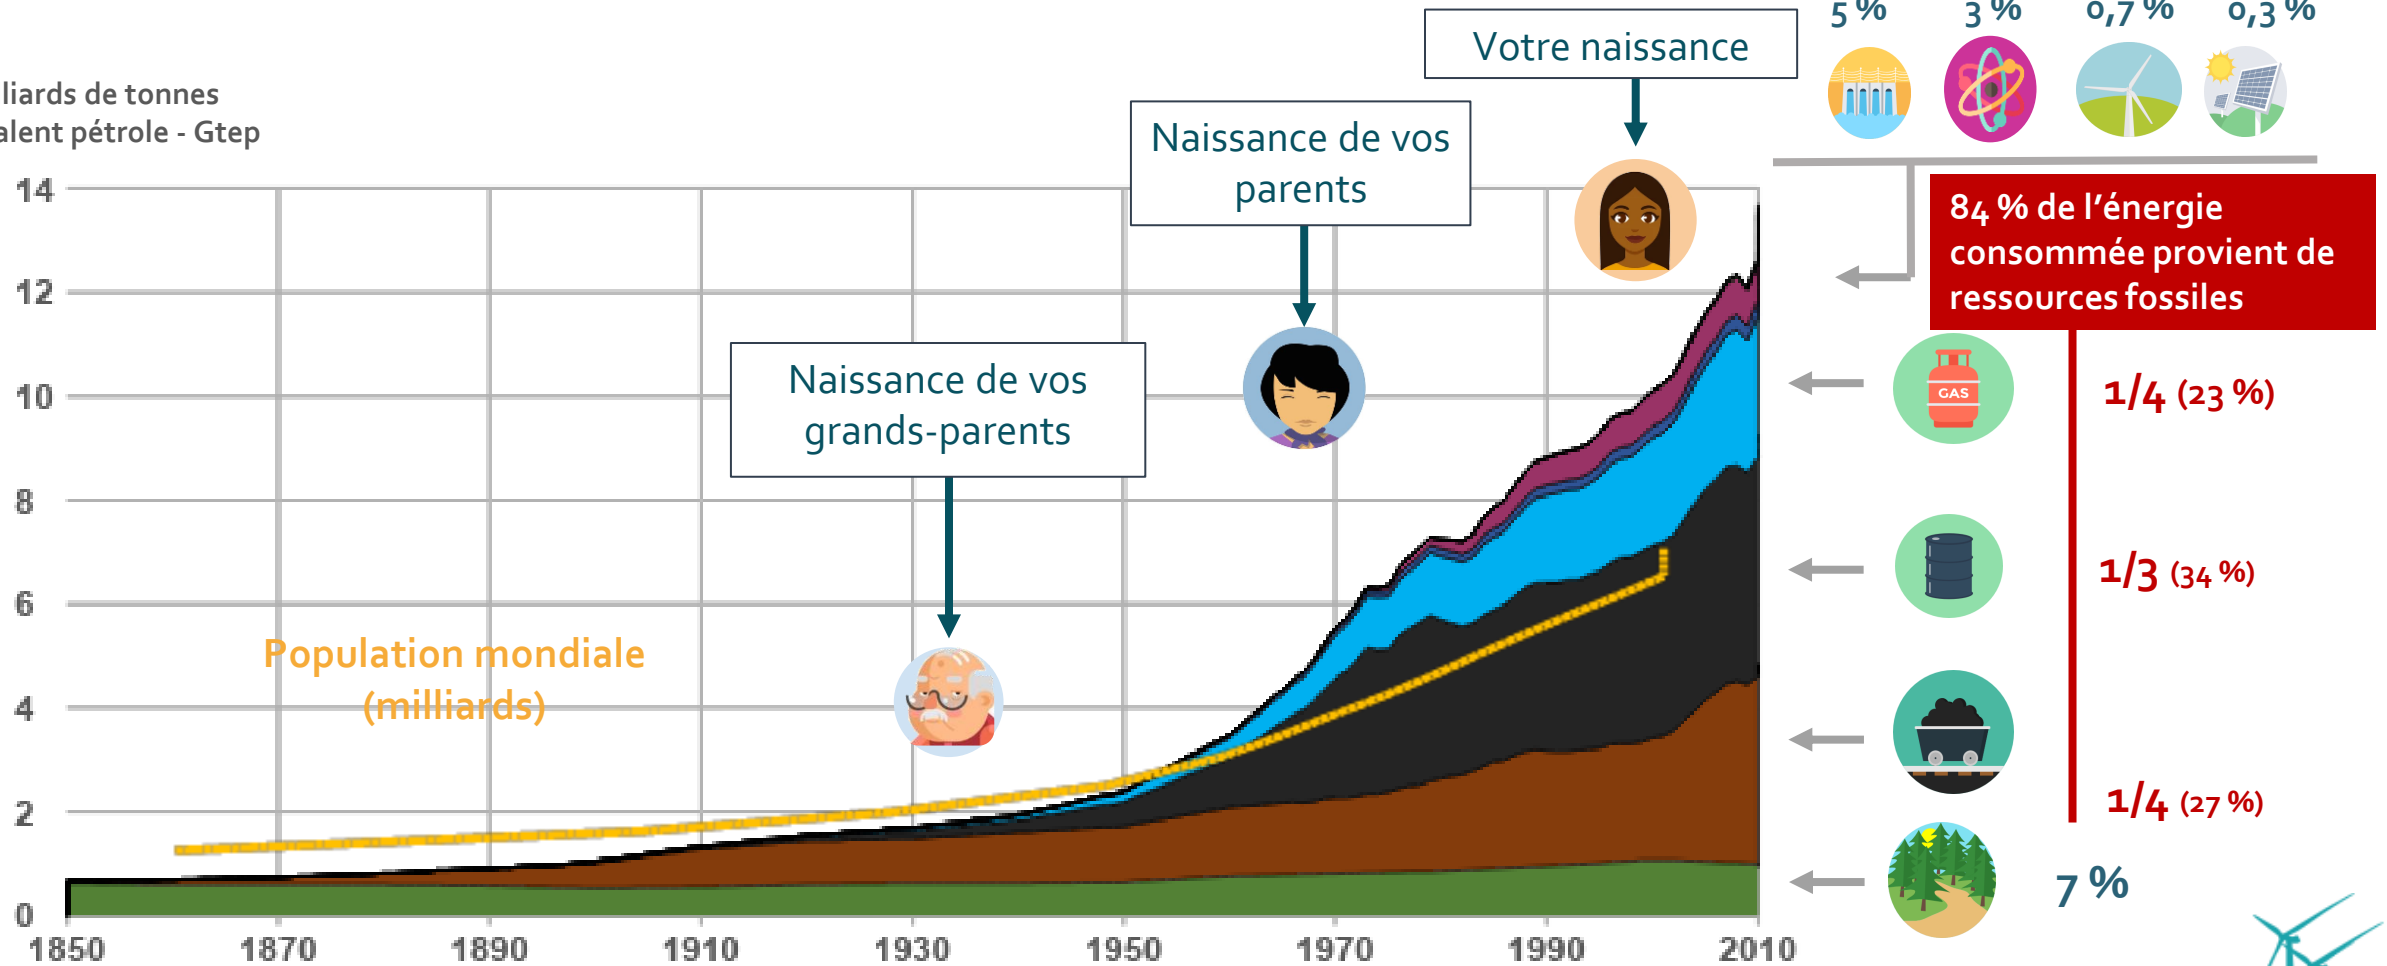 5 % 3 % 0,7 % 0,3 %
Votre naissance
liards de tonnes
alent pétrole - Gtep
Naissance de vos
parents
84 % de l'énergie
consommée provient de
ressources fossiles
Naissance de vos
grands-parents
14
12
10
8
6
4
2
0
GAS
1/4 (23 %)
1/3 (34 %)
1/4 (27 %)
7 %
Population mondiale
(milliards)
1850 1870 1890 1910 1930 1950 1970 1990 2010